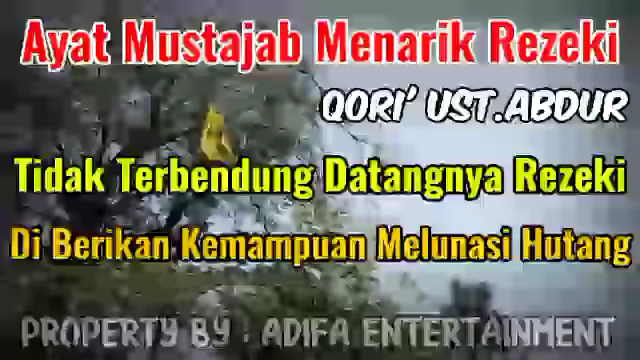 Ayat Mustajab Menarik Rezeki
QORI' UST.ABDUR
Tidak Terbendung Datangnya Rezeki
Di Berikan Kemampuan Melunasi Hutang
PROPERTY BY : ADIFA ENTERTAINMENT